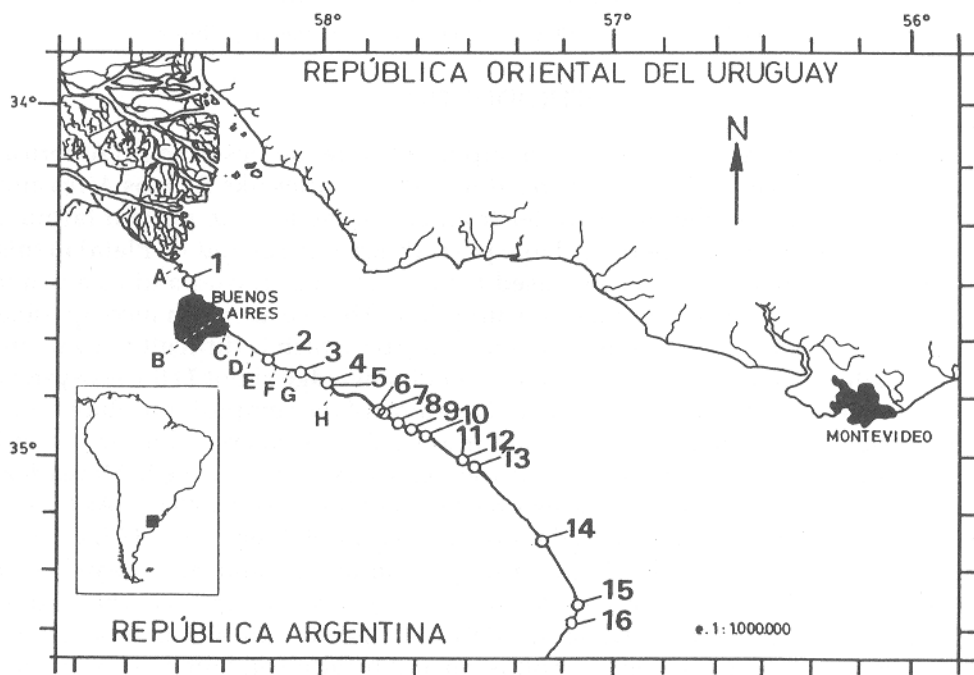 58°
57°
56°
REPÚBLICA ORIENTAL DEL URUGUAY
34°
N
A
1
BUENOS
AIRES
B
C
D
E
F
G
H
2
3
4
5
6
7
8
9
10
11
12
13
MONTEVIDEO
35°
14
15
16
REPÚBLICA ARGENTINA
e. 1:1.000.000